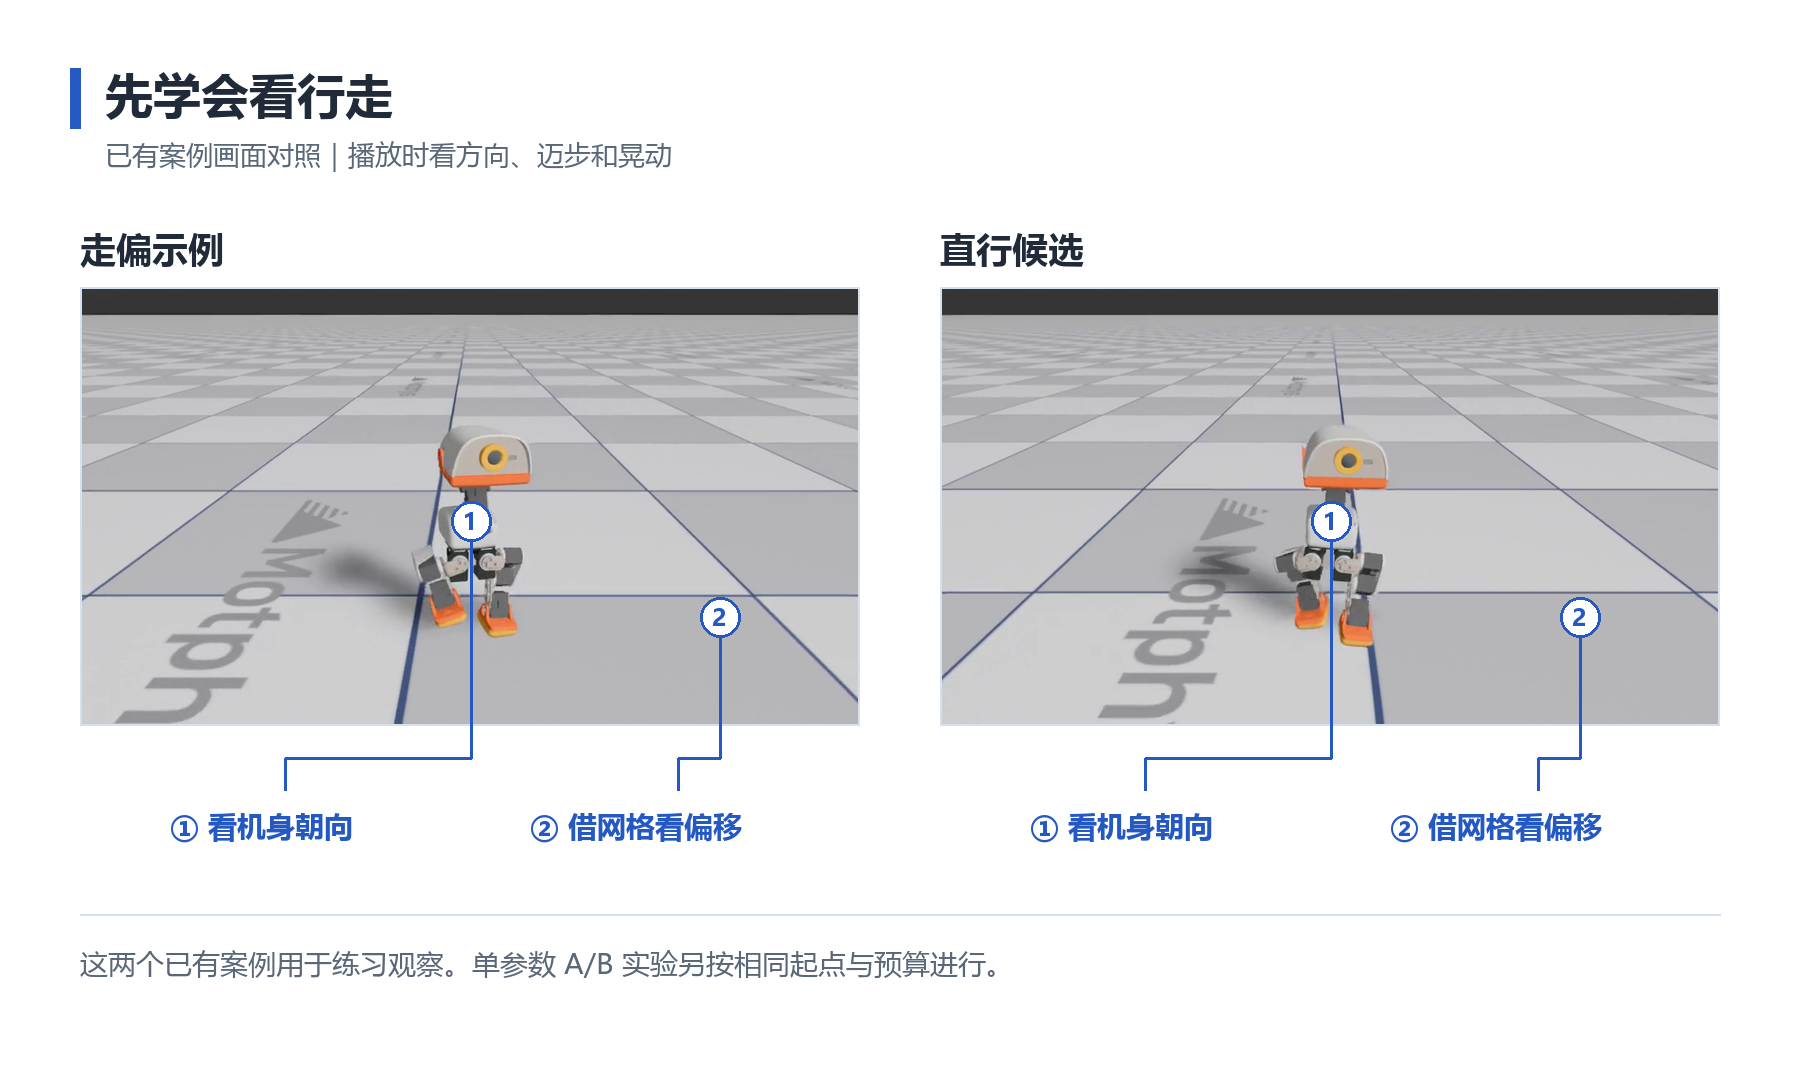 先学会看行走
已有案例画面对照｜播放时看方向、迈步和晃动
走偏示例
直行候选
Motph
1
2
Motph
1
2
① 看机身朝向
② 借网格看偏移
① 看机身朝向
② 借网格看偏移
这两个已有案例用于练习观察。单参数 A/B 实验另按相同起点与预算进行。